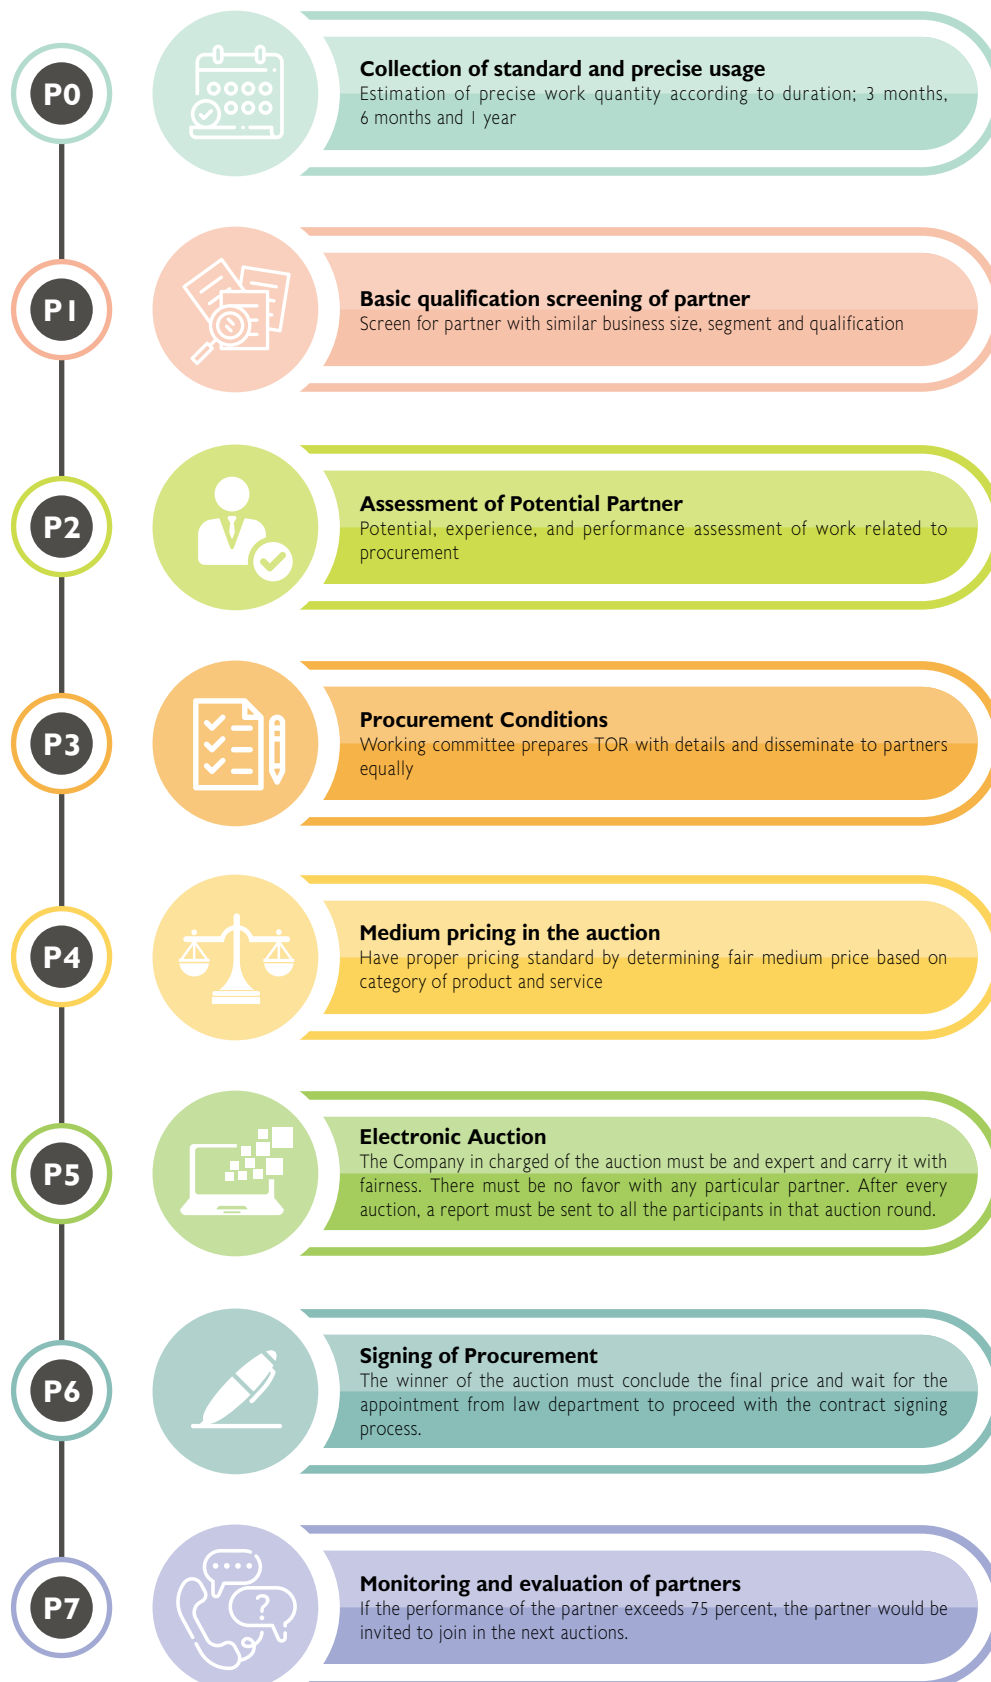 P0
Collection of standard and precise usage
Estimation of precise work quantity according to duration; 3 months,
6 months and 1 year
P1
Basic qualification screening of partner
Screen for partner with similar business size, segment and qualification
P2
Assessment of Potential Partner
Potential, experience, and performance assessment of work related to
procurement
P3
Procurement Conditions
Working committee prepares TOR with details and disseminate to partners
equally
P4
Medium pricing in the auction
Have proper pricing standard by determining fair medium price based on
category of product and service
P5
Electronic Auction
The Company in charged of the auction must be and expert and carry it with
fairness. There must be no favor with any particular partner. After every
auction, a report must be sent to all the participants in that auction round.
P6
Signing of Procurement
The winner of the auction must conclude the final price and wait for the
appointment from law department to proceed with the contract signing
process.
P7
?
Monitoring and evaluation of partners
If the performance of the partner exceeds 75 percent, the partner would be
invited to join in the next auctions.